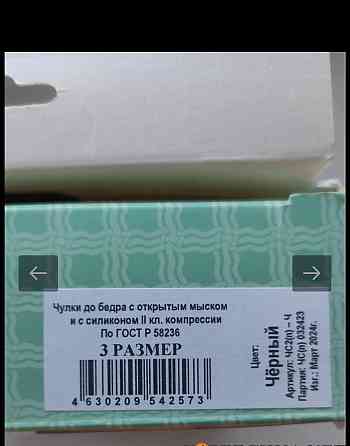 Чулки до бедра с открытым мыском
и с силиконом II кл. компрессии
По ГОСТ Р 58236
3 РАЗМЕР
4 630209 542573
Цвет:
Чёрный
Артикул: ЧС2(п) – Ч
Партия: ЧС(п) 032423
Изг.: Март 2024г.